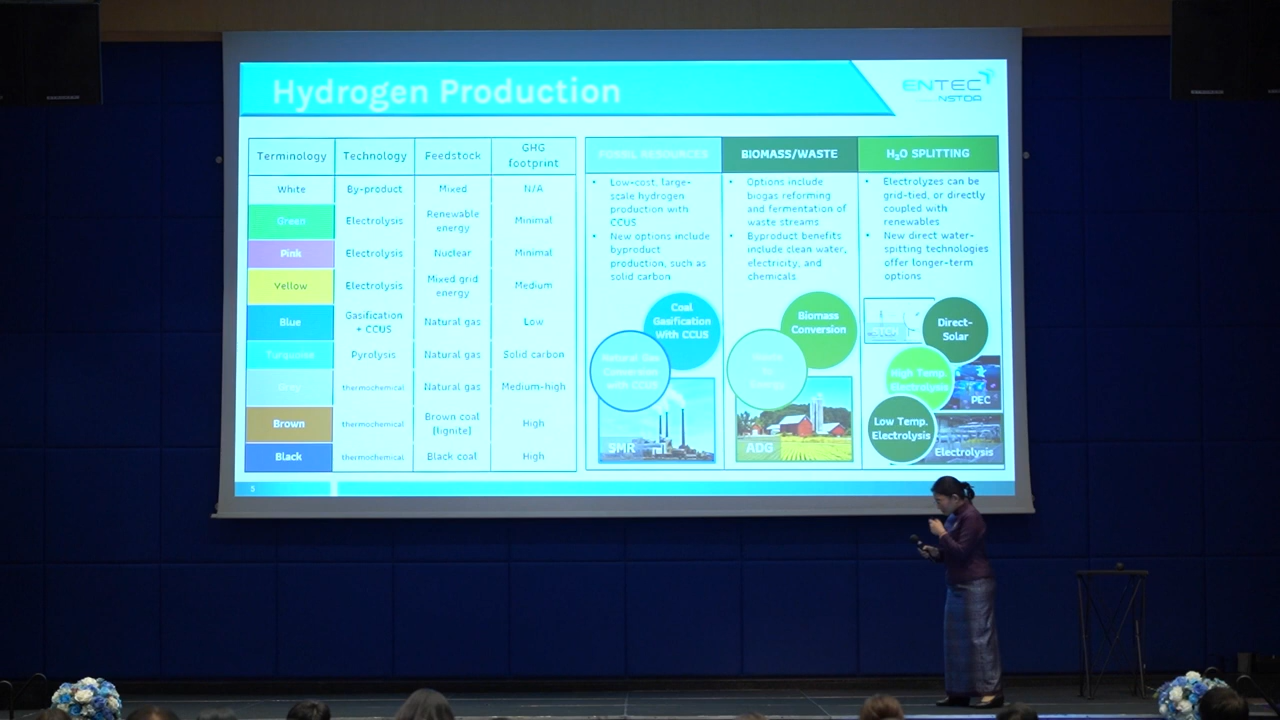 Hydrogen Production
ENTEC
NSTDA
Terminology Technology Feedstock GHG footprint
White By-product Mixed N/A
Green Electrolysis Renewable energy Minimal
Pink Electrolysis Nuclear Minimal
Yellow Electrolysis Mixed grid energy Medium
Blue Gasification + CCUS Natural gas Low
Turquoise Pyrolysis Natural gas Solid carbon
Grey thermochemical Natural gas Medium-high
Brown thermochemical Brown coal [lignite] High
Black thermochemical Black coal High
FOSSIL RESOURCES
• Low-cost, large-
scale hydrogen
production with
CCUS
• New options include
byproduct
production, such as
solid carbon
Coal
Gasification
With CCUS
Natural Gas
Conversion
with CCUS
SMR
BIOMASS/WASTE
• Options include
biogas reforming
and fermentation of
waste streams
• Byproduct benefits
include clean water,
electricity, and
chemicals
Biomass
Conversion
Waste
to
Energy
ADG
H₂O SPLITTING
• Electrolyzes can be
grid-tied, or directly
coupled with
renewables
• New direct water-
spitting technologies
offer longer-term
options
STCH
Direct-
Solar
High Temp.
Electrolysis
PEC
Low Temp.
Electrolysis
Electrolysis
5